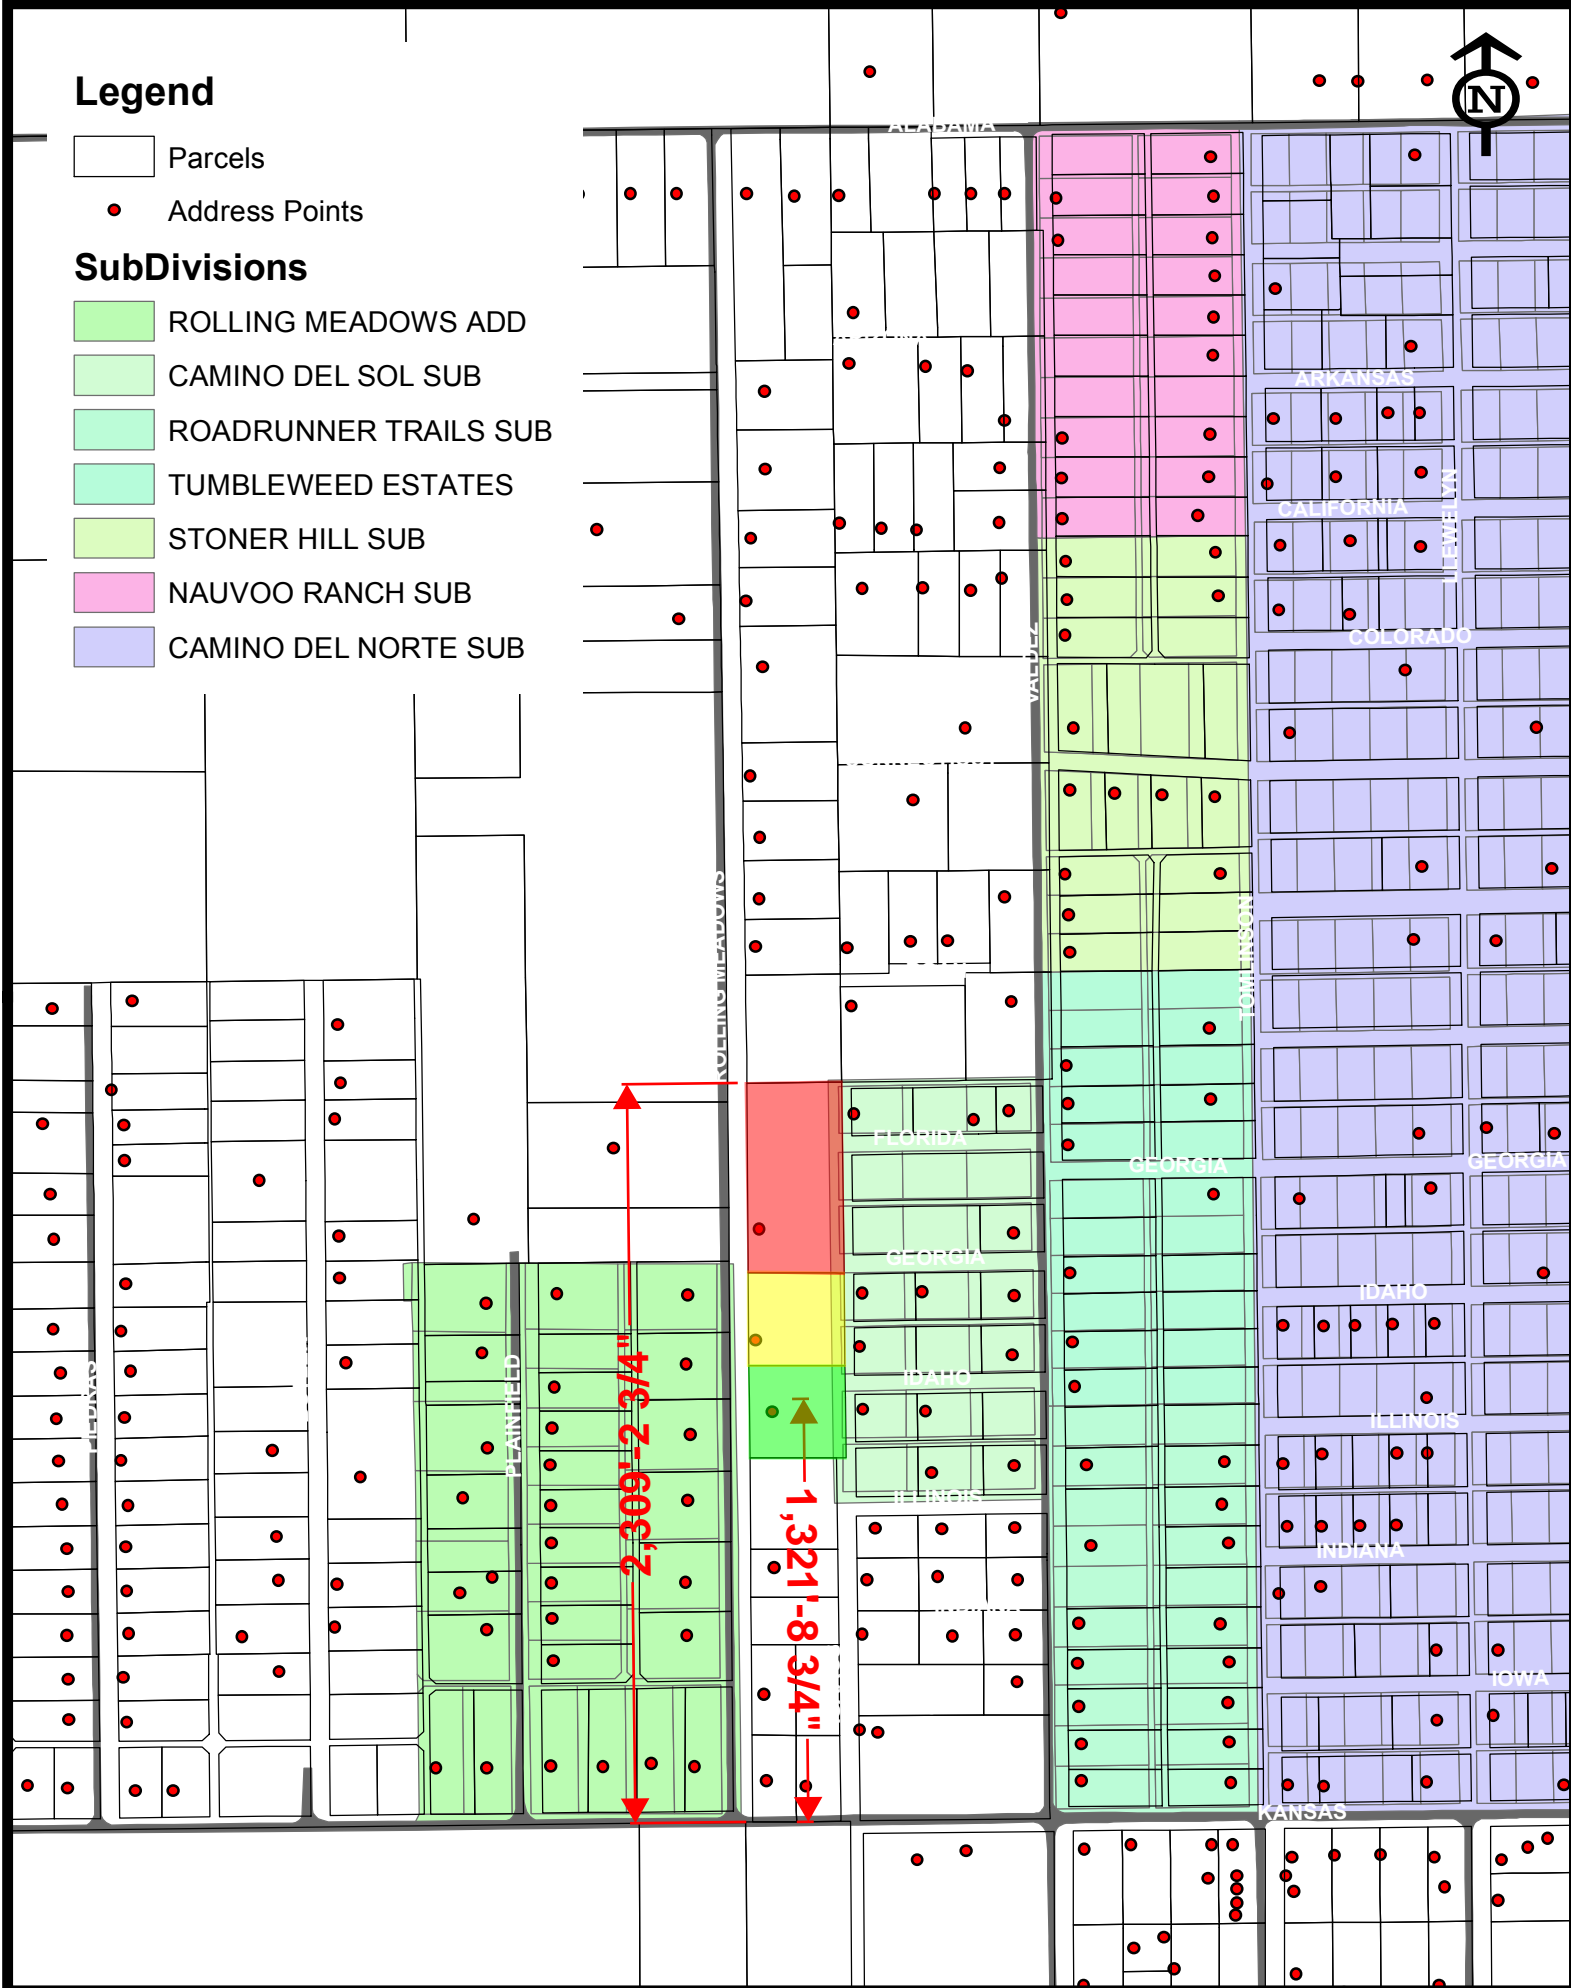 Legend
Parcels
Address Points
SubDivisions
ROLLING MEADOWS ADD
CAMINO DEL SOL SUB
ROADRUNNER TRAILS SUB
TUMBLEWEED ESTATES
STONER HILL SUB
NAUVOO RANCH SUB
CAMINO DEL NORTE SUB
N
ALABAMA
ARKANSAS
CALIFORNIA
LLEWELYN
COLORADO
VALDEZ
ROLLING MEADOWS
TOMLINSON
FLORIDA
GEORGIA
GEORGIA
GEORGIA
IDAHO
IDAHO
ILLINOIS
ILLINOIS
INDIANA
IOWA
KANSAS
PIEDRAS
PLAINFIELD
2,309'-2 3/4"
1,321'-8 3/4"